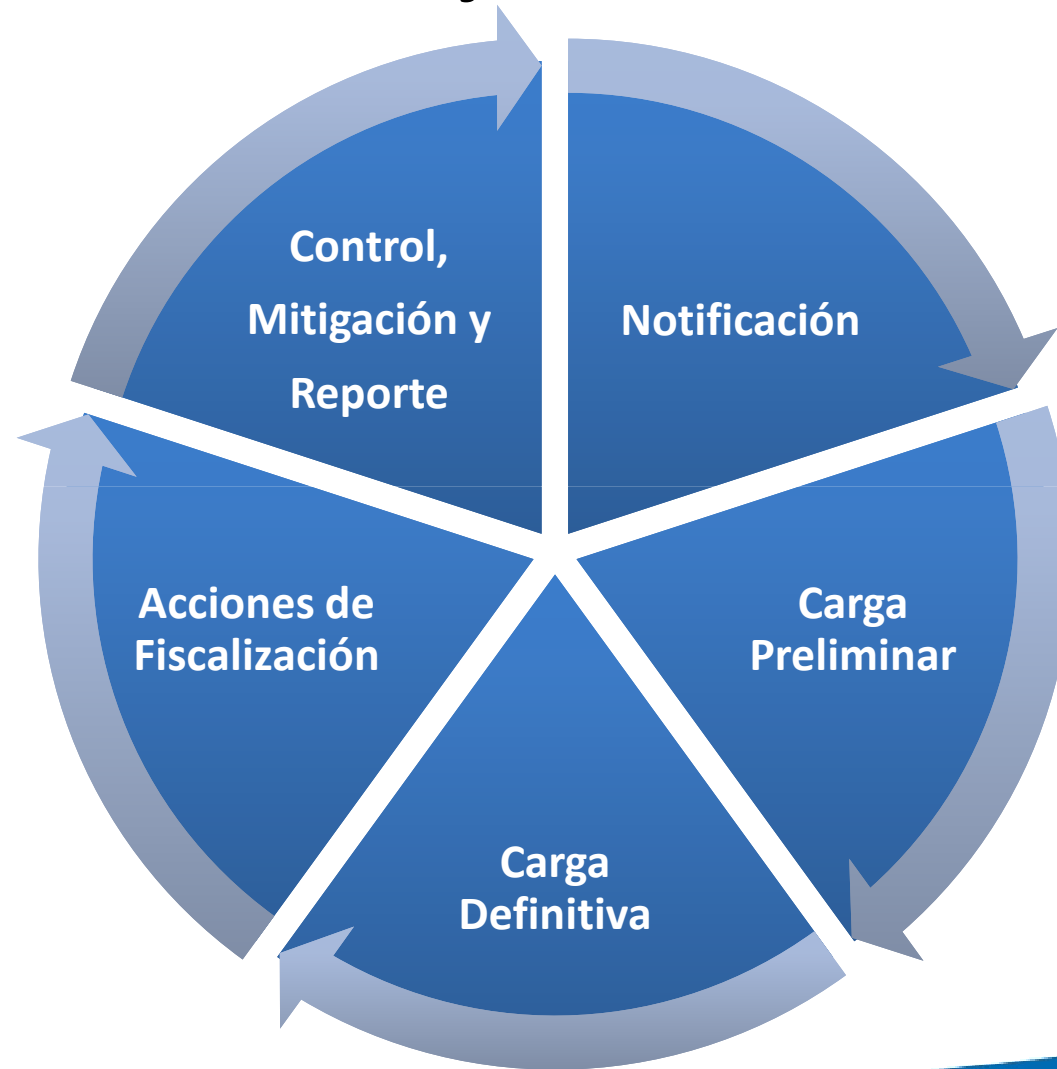 Notificación
Carga
Preliminar
Carga
Definitiva
Acciones de
Fiscalización
Control,
Mitigación y
Reporte